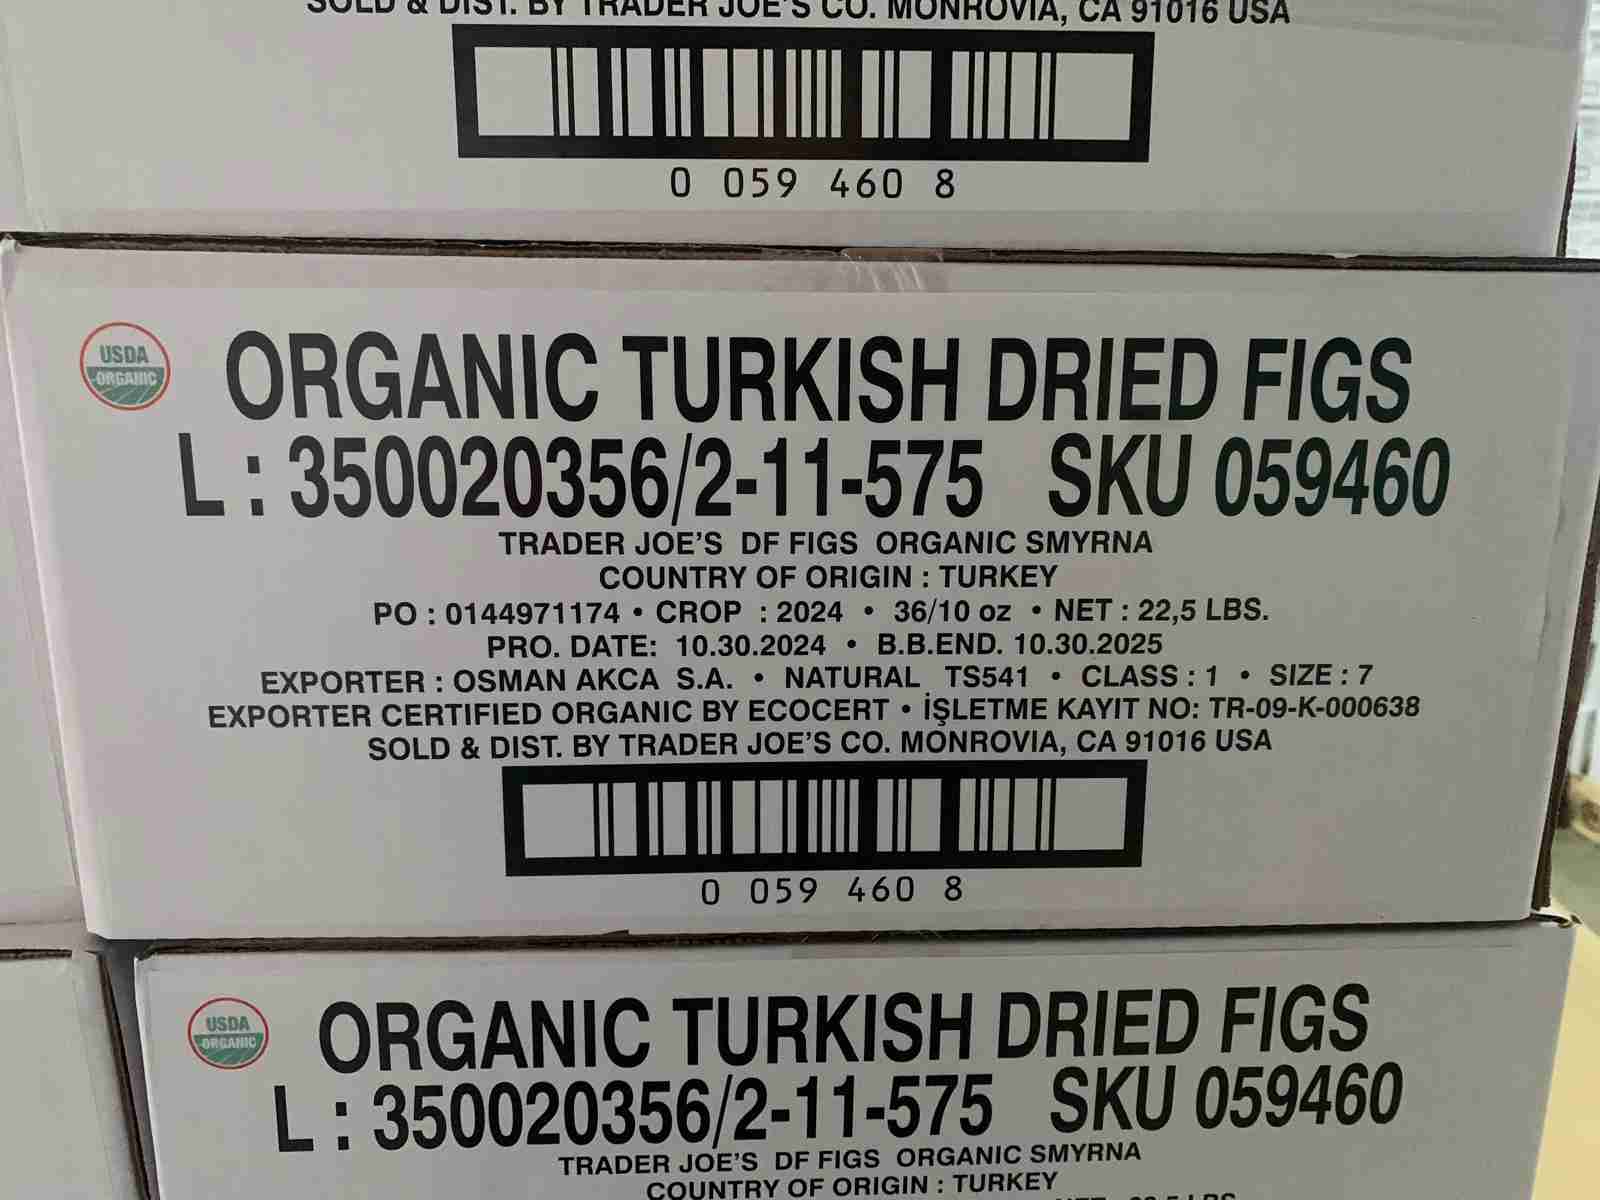 SOLD & DIST. BY TRADER JOE'S CO. MONROVIA, CA 91016 USA
0 059 460 8
USDA
ORGANIC
ORGANIC TURKISH DRIED FIGS
L : 350020356/2-11-575 SKU 059460
TRADER JOE'S DF FIGS ORGANIC SMYRNA
COUNTRY OF ORIGIN : TURKEY
PO : 0144971174 • CROP : 2024 • 36/10 oz • NET : 22,5 LBS.
PRO. DATE: 10.30.2024 • B.B.END. 10.30.2025
EXPORTER : OSMAN AKCA S.A. • NATURAL TS541 • CLASS : 1 • SIZE : 7
EXPORTER CERTIFIED ORGANIC BY ECOCERT • İŞLETME KAYIT NO: TR-09-K-000638
SOLD & DIST. BY TRADER JOE'S CO. MONROVIA, CA 91016 USA
0 059 460 8
USDA
ORGANIC
ORGANIC TURKISH DRIED FIGS
L : 350020356/2-11-575 SKU 059460
TRADER JOE'S DF FIGS ORGANIC SMYRNA
COUNTRY OF ORIGIN : TURKEY